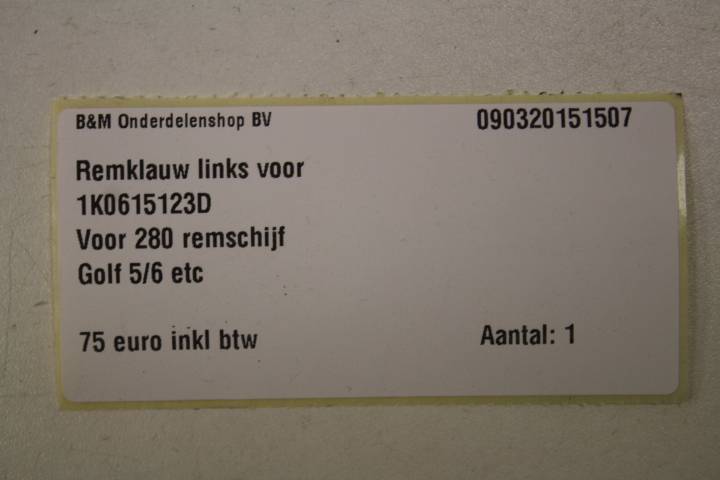 B&M Onderdelenshop BV 090320151507
Remklauw links voor
1K0615123D
Voor 280 remschijf
Golf 5/6 etc
75 euro inkl btw Aantal: 1